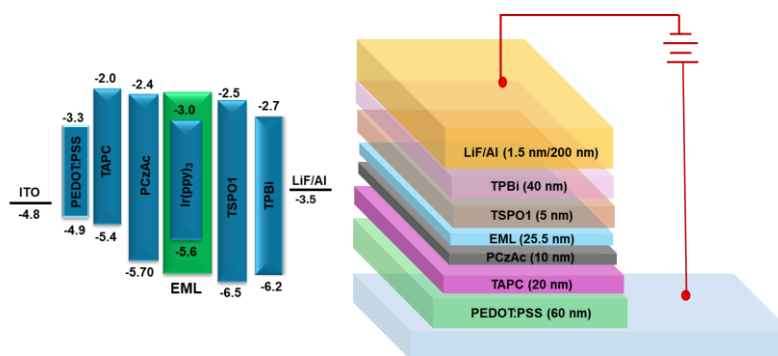 -2.0
-2.4
-2.5
-2.7
-3.0
-3.3
ITO
-4.8
PEDOT:PSS
TAPC
PCzAc
Ir(ppy)3
TSPO1
TPBi
LiF/Al
-3.5
-4.9
-5.4
-5.70
-5.6
EML
-6.5
-6.2
LiF/Al (1.5 nm/200 nm)
TPBi (40 nm)
TSPO1 (5 nm)
EML (25.5 nm)
PCzAc (10 nm)
TAPC (20 nm)
PEDOT:PSS (60 nm)